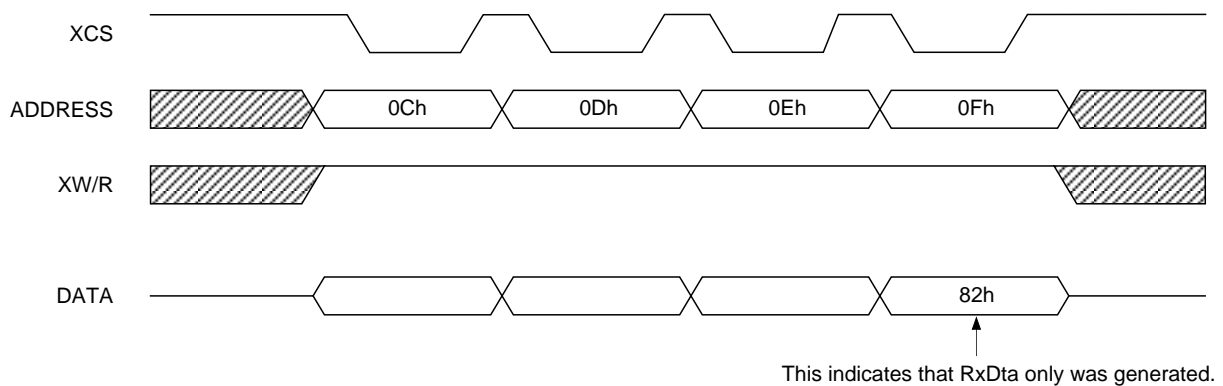 XCS
ADDRESS 0Ch 0Dh 0Eh 0Fh
XW/R
DATA 82h
This indicates that RxDta only was generated.